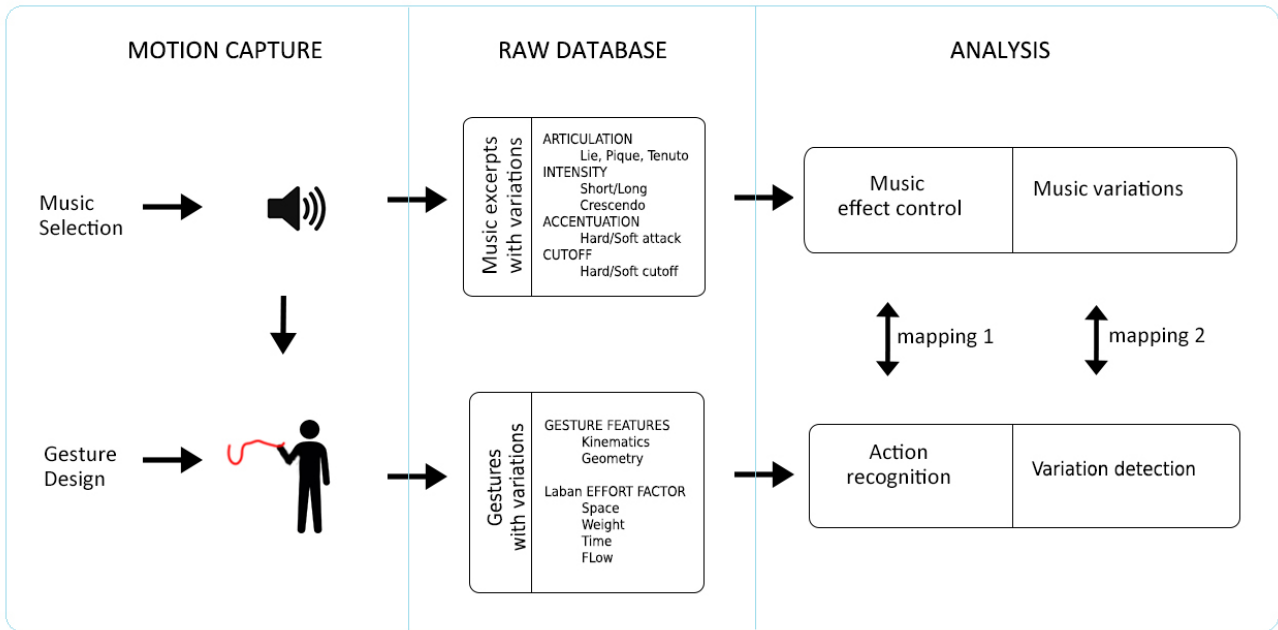 MOTION CAPTURE
RAW DATABASE
ANALYSIS
Music
Selection
Music excerpts
with variations
ARTICULATION
Lie, Pique, Tenuto
INTENSITY
Short/Long
Crescendo
ACCENTUATION
Hard/Soft attack
CUTOFF
Hard/Soft cutoff
Music
effect control
Music variations
mapping 1
mapping 2
Gesture
Design
Gestures
with variations
GESTURE FEATURES
Kinematics
Geometry
Laban EFFORT FACTOR
Space
Weight
Time
FLow
Action
recognition
Variation detection